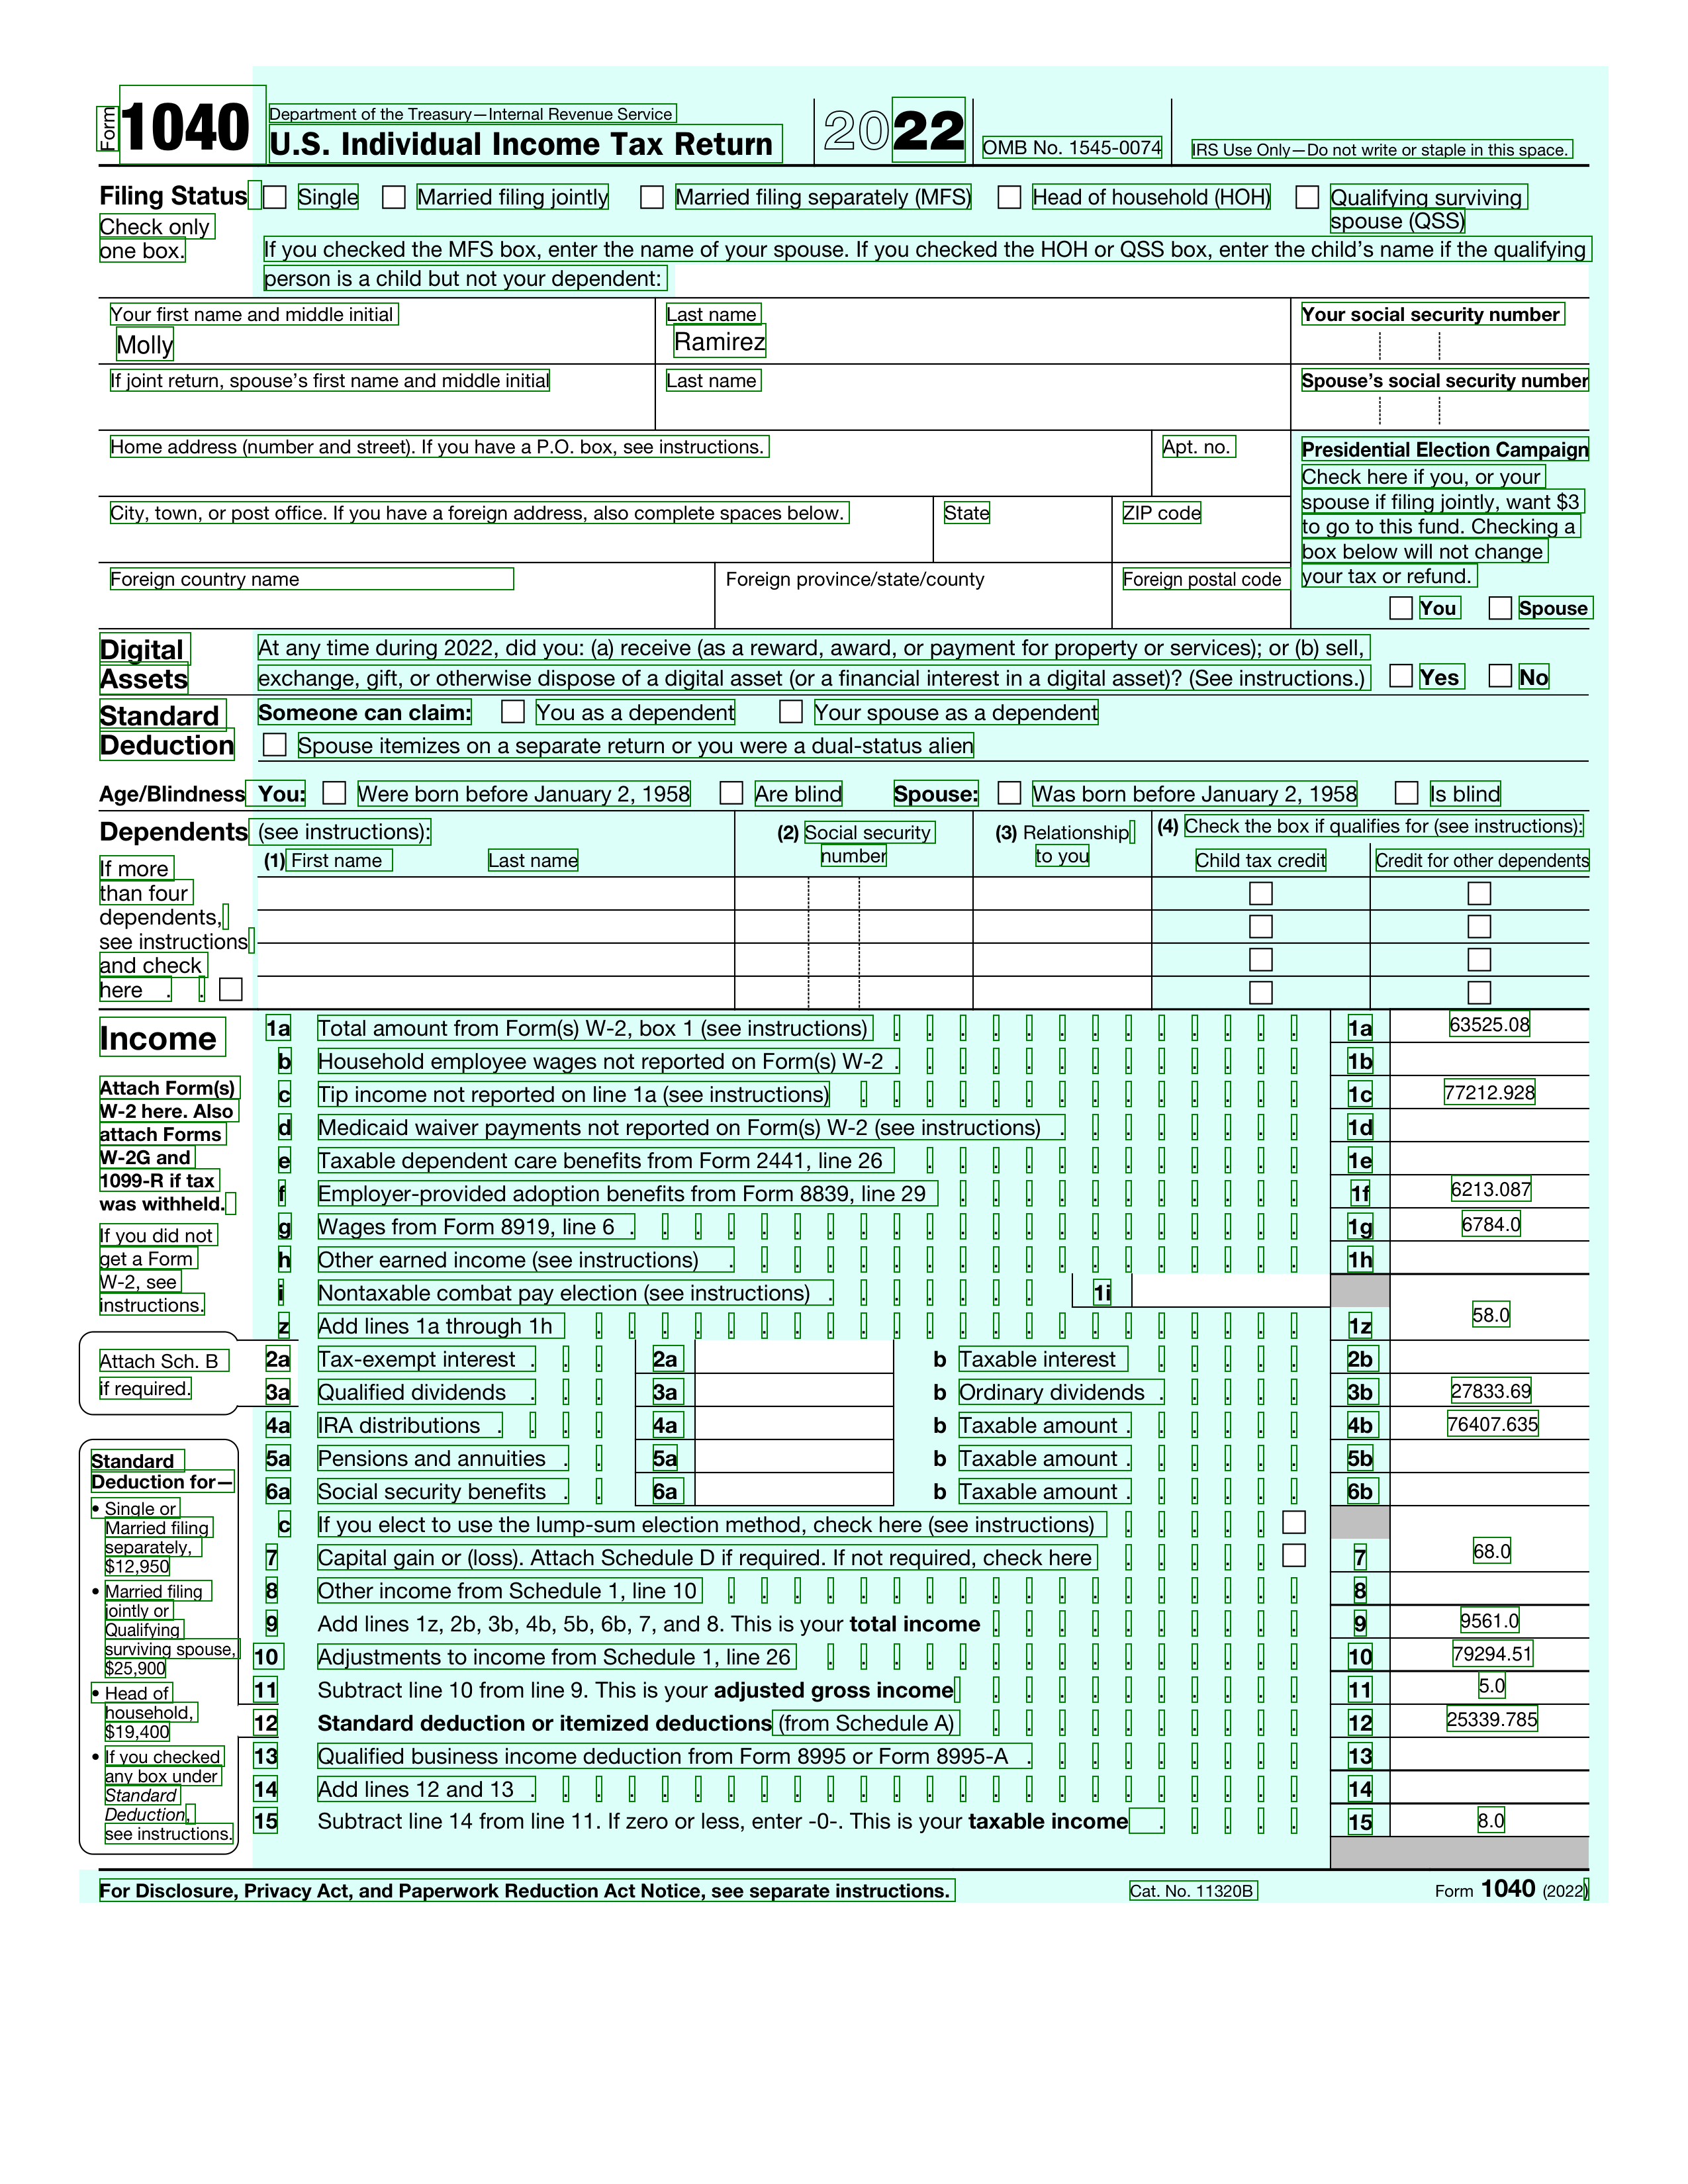 Form 1040 Department of the Treasury—Internal Revenue Service
U.S. Individual Income Tax Return 2022 OMB No. 1545-0074 IRS Use Only—Do not write or staple in this space.
Filing Status Single Married filing jointly Married filing separately (MFS) Head of household (HOH) Qualifying surviving spouse (QSS)
Check only
one box.
If you checked the MFS box, enter the name of your spouse. If you checked the HOH or QSS box, enter the child's name if the qualifying
person is a child but not your dependent:
Your first name and middle initial Last name Your social security number
Molly Ramirez
If joint return, spouse's first name and middle initial Last name Spouse's social security number
Home address (number and street). If you have a P.O. box, see instructions. Apt. no.
City, town, or post office. If you have a foreign address, also complete spaces below. State ZIP code
Foreign country name Foreign province/state/county Foreign postal code
Presidential Election Campaign
Check here if you, or your
spouse if filing jointly, want $3
to go to this fund. Checking a
box below will not change
your tax or refund.
You Spouse
Digital
Assets
At any time during 2022, did you: (a) receive (as a reward, award, or payment for property or services); or (b) sell,
exchange, gift, or otherwise dispose of a digital asset (or a financial interest in a digital asset)? (See instructions.) Yes No
Standard
Deduction
Someone can claim: You as a dependent Your spouse as a dependent
Spouse itemizes on a separate return or you were a dual-status alien
Age/Blindness You: Were born before January 2, 1958 Are blind Spouse: Was born before January 2, 1958 Is blind
Dependents (see instructions): (2) Social security number (3) Relationship to you (4) Check the box if qualifies for (see instructions):
(1) First name Last name Child tax credit Credit for other dependents
If more
than four
dependents,
see instructions
and check
here . .
Income
Attach Form(s)
W-2 here. Also
attach Forms
W-2G and
1099-R if tax
was withheld.
If you did not
get a Form
W-2, see
instructions.
1a Total amount from Form(s) W-2, box 1 (see instructions) 1a 63525.08
b Household employee wages not reported on Form(s) W-2 1b
c Tip income not reported on line 1a (see instructions) 1c 77212.928
d Medicaid waiver payments not reported on Form(s) W-2 (see instructions) 1d
e Taxable dependent care benefits from Form 2441, line 26 1e
f Employer-provided adoption benefits from Form 8839, line 29 1f 6213.087
g Wages from Form 8919, line 6 1g 6784.0
h Other earned income (see instructions) 1h
i Nontaxable combat pay election (see instructions) 1i
z Add lines 1a through 1h 1z 58.0
Attach Sch. B
if required.
2a Tax-exempt interest 2a b Taxable interest 2b
3a Qualified dividends 3a b Ordinary dividends 3b 27833.69
4a IRA distributions 4a b Taxable amount 4b 76407.635
5a Pensions and annuities 5a b Taxable amount 5b
6a Social security benefits 6a b Taxable amount 6b
c If you elect to use the lump-sum election method, check here (see instructions)
7 Capital gain or (loss). Attach Schedule D if required. If not required, check here 7 68.0
8 Other income from Schedule 1, line 10 8
9 Add lines 1z, 2b, 3b, 4b, 5b, 6b, 7, and 8. This is your total income 9 9561.0
10 Adjustments to income from Schedule 1, line 26 10 79294.51
11 Subtract line 10 from line 9. This is your adjusted gross income 11 5.0
12 Standard deduction or itemized deductions (from Schedule A) 12 25339.785
13 Qualified business income deduction from Form 8995 or Form 8995-A 13
14 Add lines 12 and 13 14
15 Subtract line 14 from line 11. If zero or less, enter -0-. This is your taxable income 15 8.0
Standard
Deduction for—
• Single or
Married filing
separately,
$12,950
• Married filing
jointly or
Qualifying
surviving spouse,
$25,900
• Head of
household,
$19,400
• If you checked
any box under
Standard
Deduction,
see instructions.
For Disclosure, Privacy Act, and Paperwork Reduction Act Notice, see separate instructions. Cat. No. 11320B Form 1040 (2022)